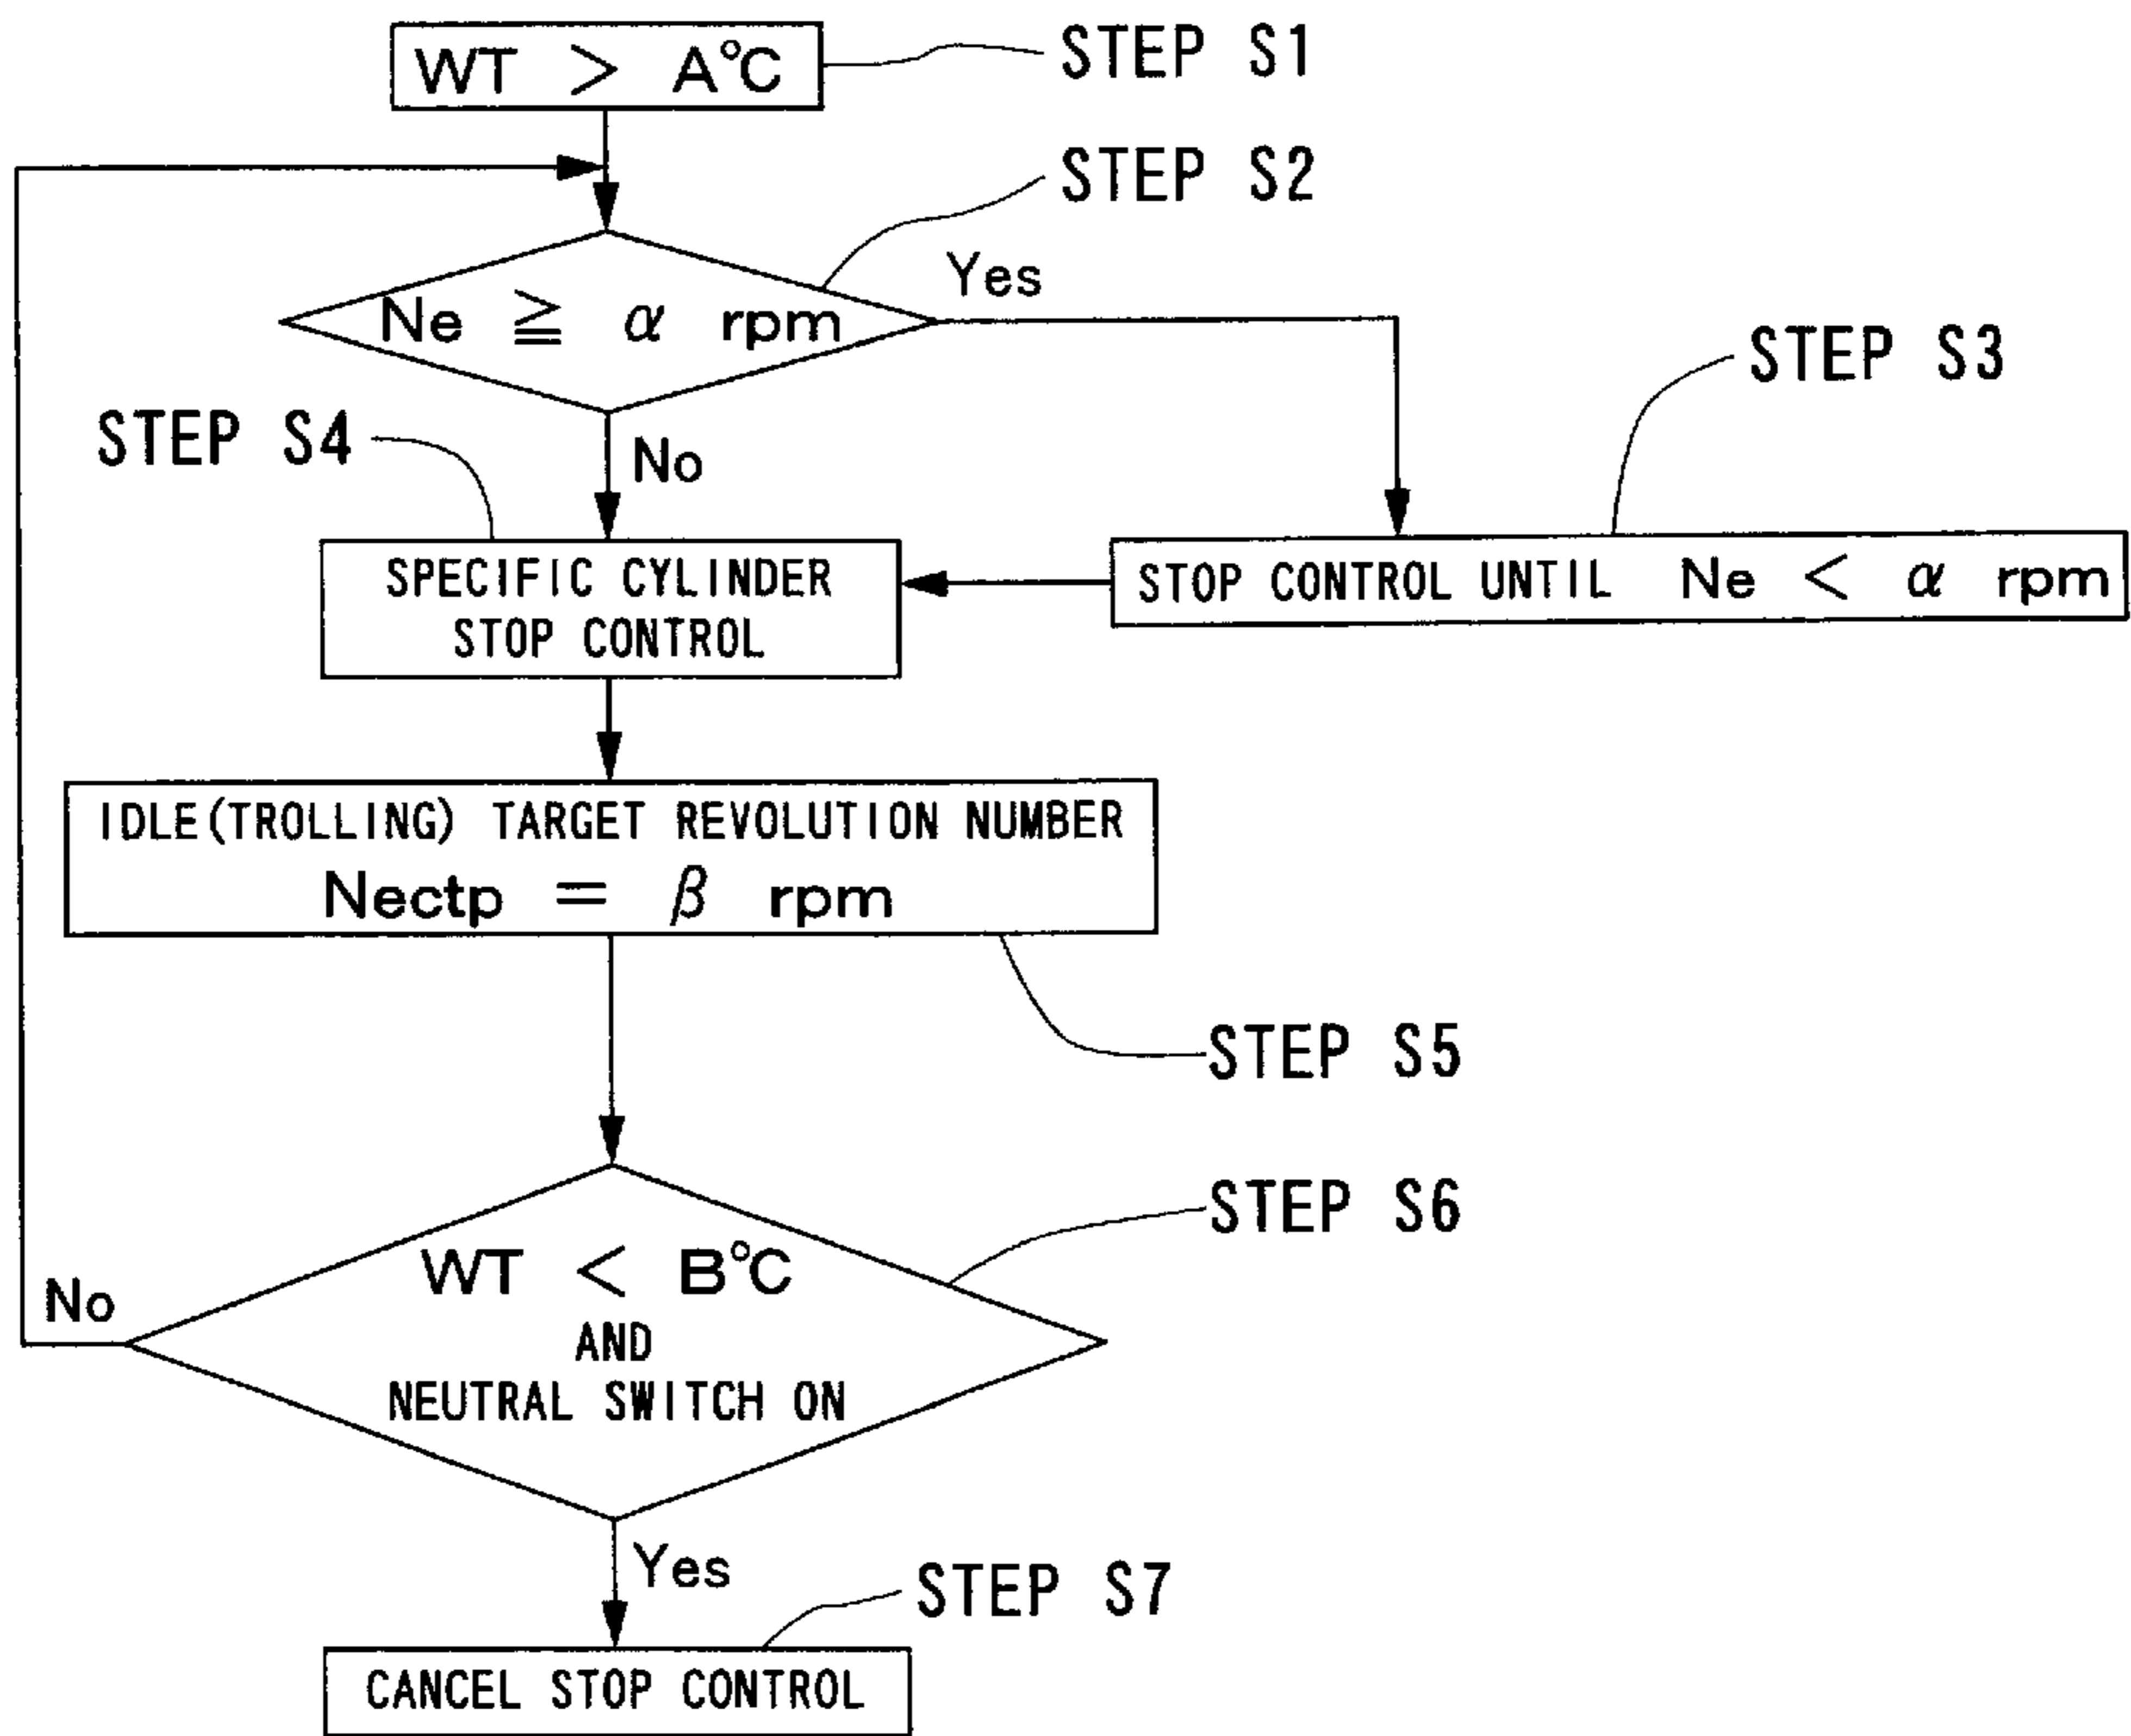 WT > A°C
STEP S1
STEP S2
Yes
Ne ≧ α rpm
STEP S3
STEP S4
No
SPECIFIC CYLINDER
STOP CONTROL
STOP CONTROL UNTIL Ne < α rpm
IDLE(TROLLING) TARGET REVOLUTION NUMBER
Nectp = β rpm
STEP S5
STEP S6
WT < B°C
No
AND
NEUTRAL SWITCH ON
Yes
STEP S7
CANCEL STOP CONTROL